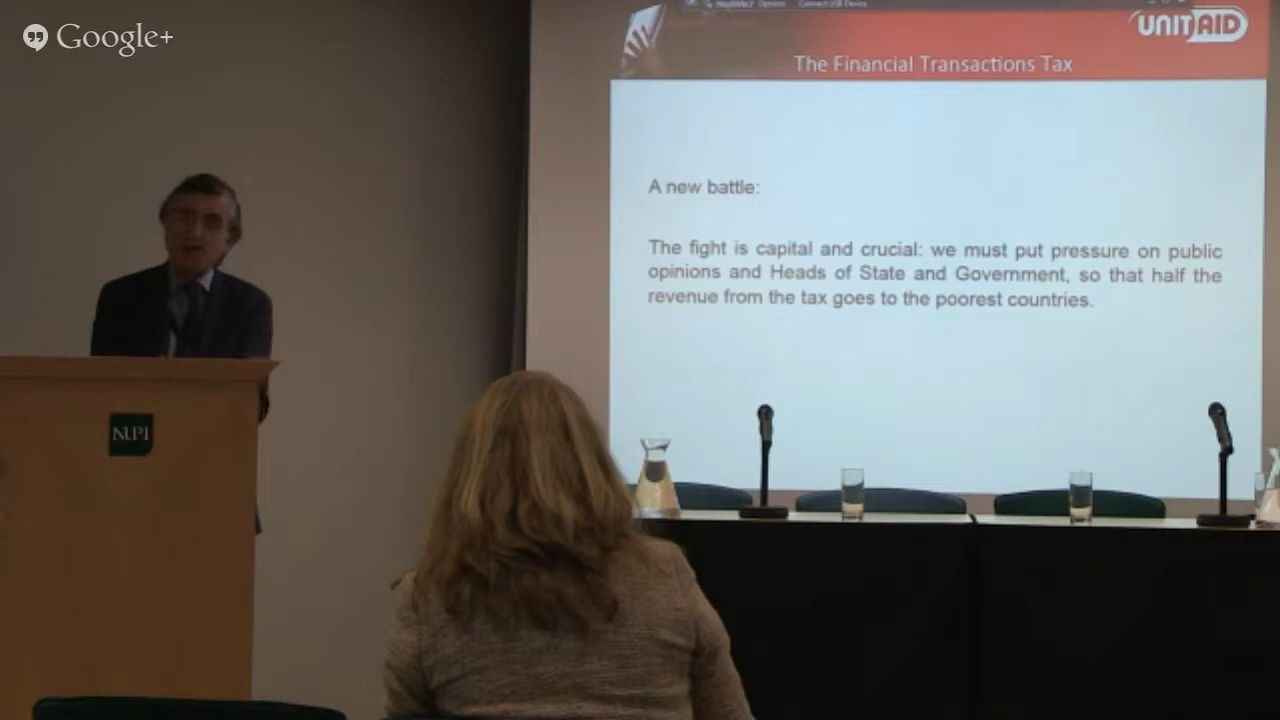 Google+
UNITAID
The Financial Transactions Tax
A new battle:
The fight is capital and crucial: we must put pressure on public
opinions and Heads of State and Government, so that half the
revenue from the tax goes to the poorest countries.
NUPI